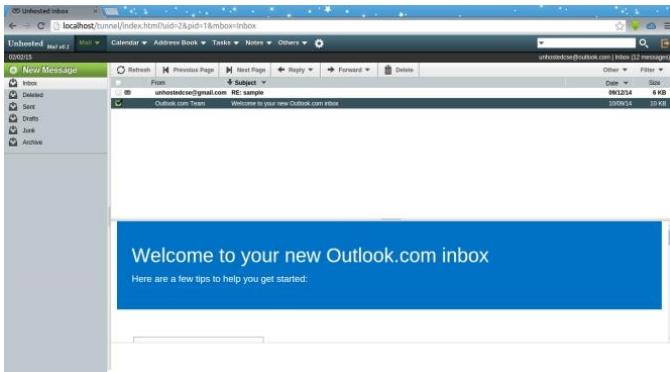 Unhosted Inbox
localhost/tunnel/index.html?uid=2&pid=1&mbox=Inbox
Unhosted Mail v0.1 Mail Calendar Address Book Tasks Notes Others
02/02/15 unhostedcse@outlook.com | Inbox (12 messages)
New Message Refresh Previous Page Next Page Reply Forward Delete Other Filter
Inbox From Subject Date Size
Deleted unhostedcse@gmail.com RE: sample 09/12/14 6 KB
Sent Outlook.com Team Welcome to your new Outlook.com inbox 10/09/14 10 KB
Drafts
Junk
Archive
Welcome to your new Outlook.com inbox
Here are a few tips to help you get started: